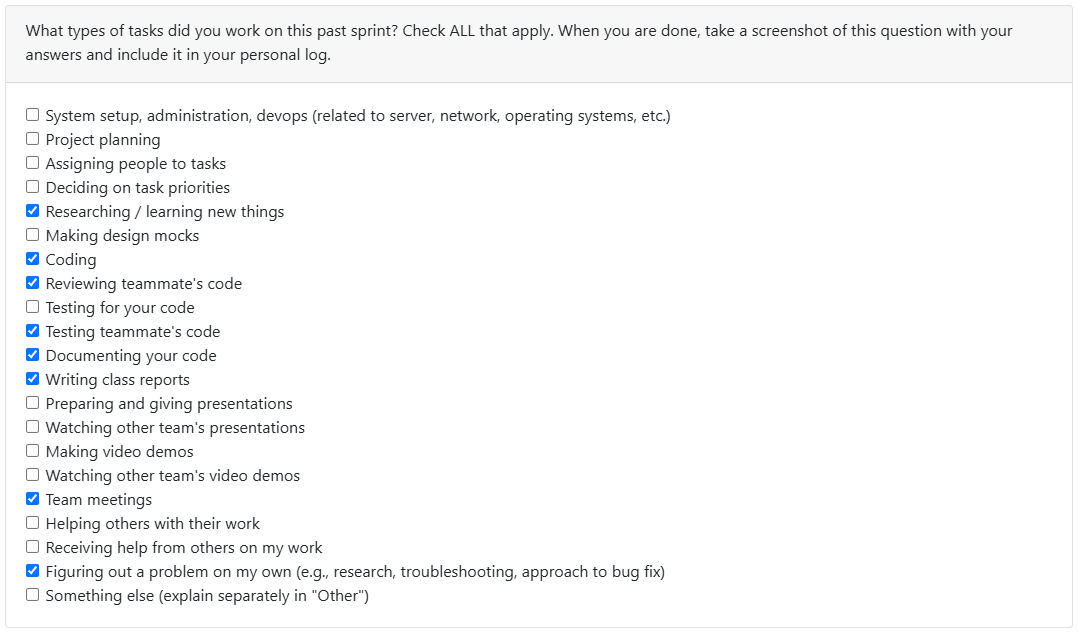 What types of tasks did you work on this past sprint? Check ALL that apply. When you are done, take a screenshot of this question with your
answers and include it in your personal log.
System setup, administration, devops (related to server, network, operating systems, etc.)
Project planning
Assigning people to tasks
Deciding on task priorities
Researching / learning new things
Making design mocks
Coding
Reviewing teammate's code
Testing for your code
Testing teammate's code
Documenting your code
Writing class reports
Preparing and giving presentations
Watching other team's presentations
Making video demos
Watching other team's video demos
Team meetings
Helping others with their work
Receiving help from others on my work
Figuring out a problem on my own (e.g., research, troubleshooting, approach to bug fix)
Something else (explain separately in "Other")